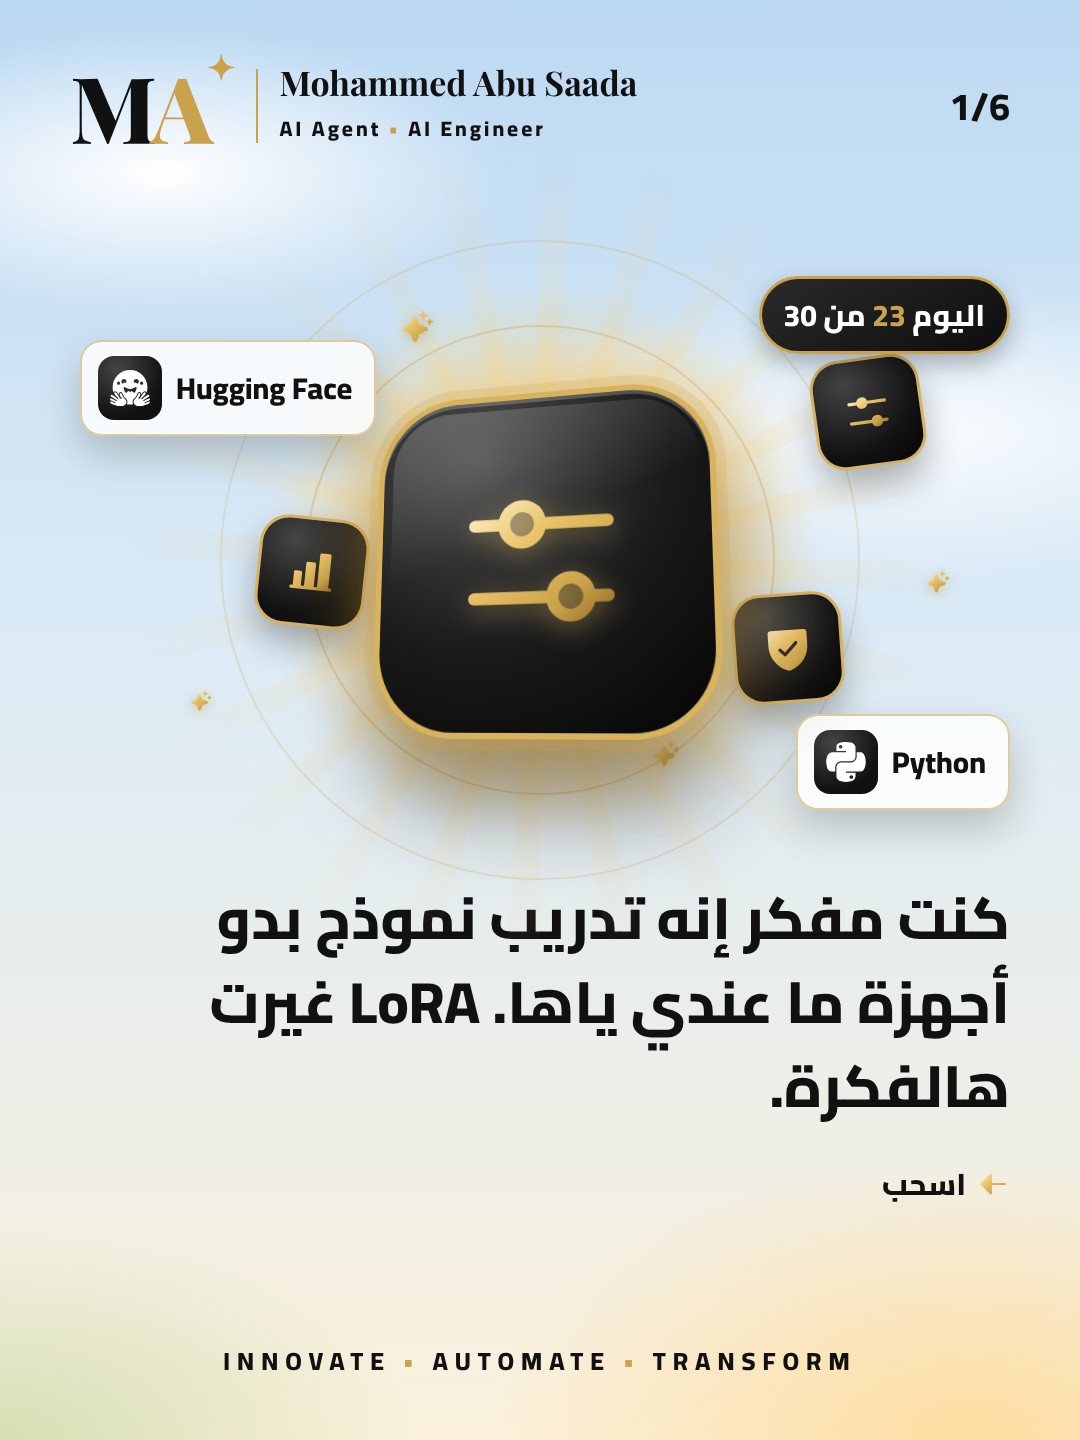 MA
Mohammed Abu Saada
AI Agent ▪ AI Engineer
1/6
اليوم 23 من 30
Hugging Face
Python
كنت مفكر إنه تدريب نموذج بدو
أجهزة ما عندي ياها. LoRA غيرت
هالفكرة.
اسحب
INNOVATE ▪ AUTOMATE ▪ TRANSFORM